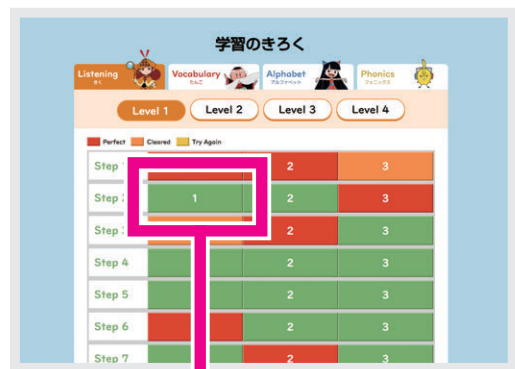 学習のきろく
Listening
きく
Vocabulary
たんご
Alphabet
アルファベット
Phonics
フォニックス
Level 1
Level 2
Level 3
Level 4
Perfect
Cleared
Try Again
Step
2
3
Step
1
2
3
Step
2
3
Step 4
2
3
Step 5
2
3
Step 6
2
3
Step 7
2
3